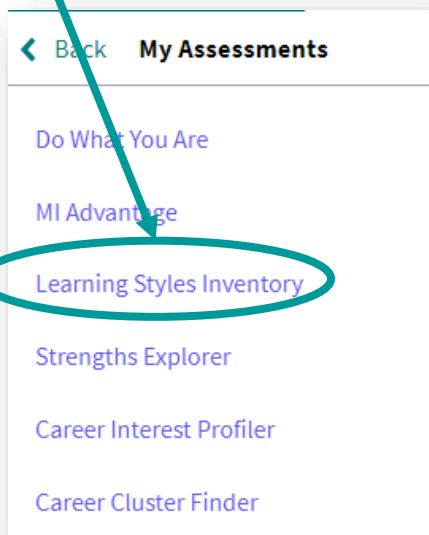 Back My Assessments
Do What You Are
MI Advantage
Learning Styles Inventory
Strengths Explorer
Career Interest Profiler
Career Cluster Finder